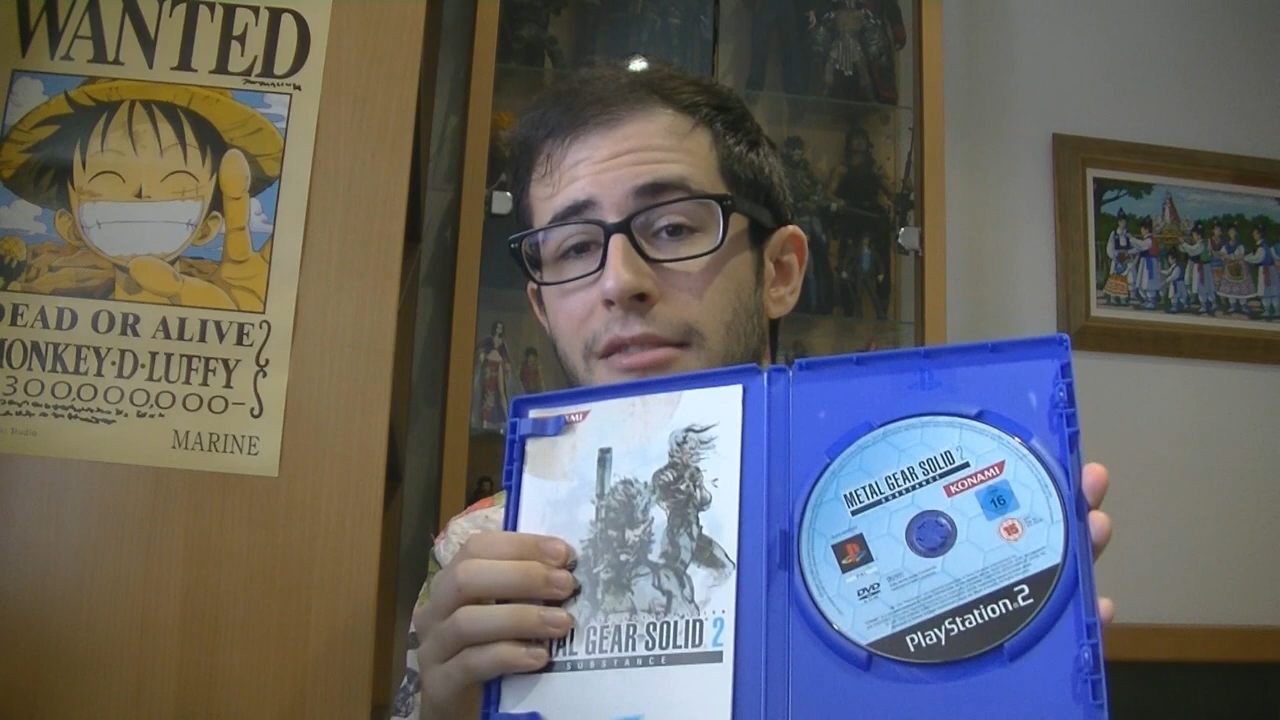 WANTED
DEAD OR ALIVE
MONKEY·D·LUFFY
300,000,000-
MARINE
METAL GEAR SOLID 2
SUBSTANCE
METAL GEAR SOLID 2
SUBSTANCE
KONAMI
16
15
DVD
PlayStation.2